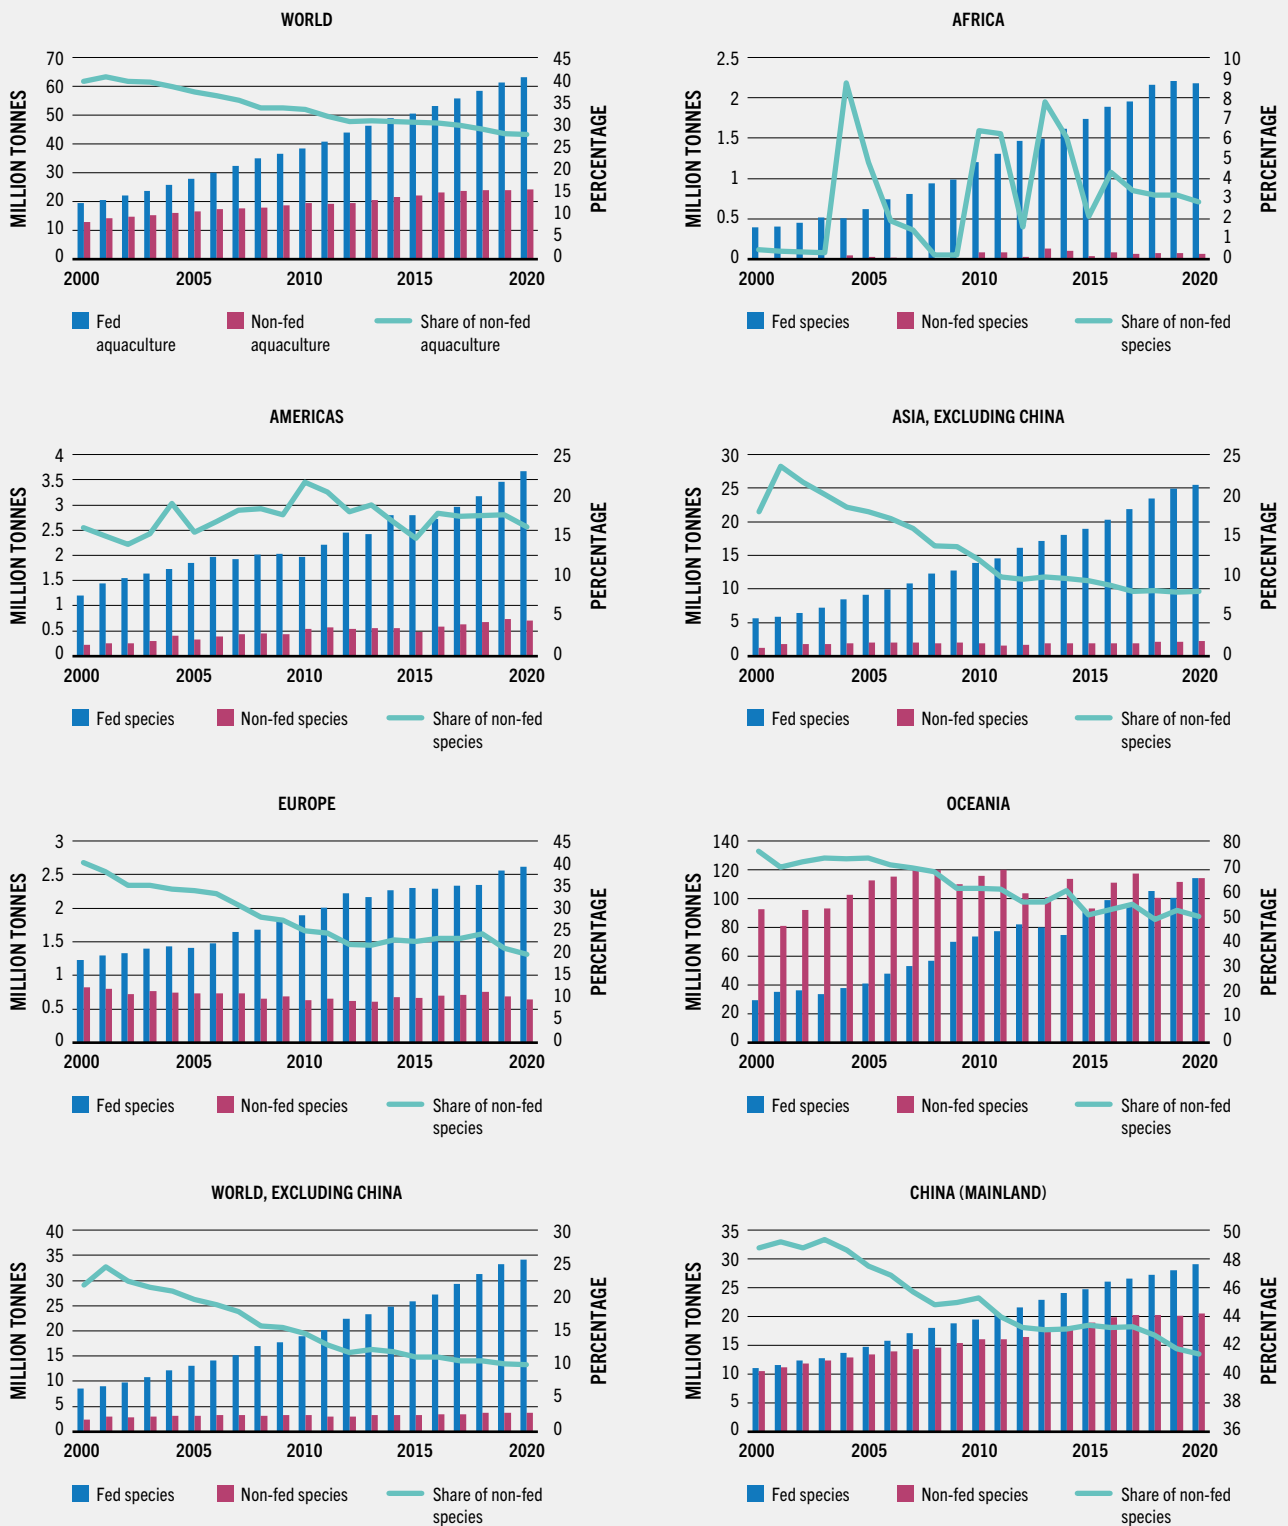 WORLD
MILLION TONNES
70
60
50
40
30
20
10
0
45
40
35
30
25
20
15
10
5
0
PERCENTAGE
2000 2005 2010 2015 2020
Fed aquaculture
Non-fed aquaculture
Share of non-fed aquaculture
AFRICA
MILLION TONNES
2.5
2
1.5
1
0.5
0
10
9
8
7
6
5
4
3
2
1
0
PERCENTAGE
2000 2005 2010 2015 2020
Fed species
Non-fed species
Share of non-fed species
AMERICAS
MILLION TONNES
4
3.5
3
2.5
2
1.5
1
0.5
0
25
20
15
10
5
0
PERCENTAGE
2000 2005 2010 2015 2020
Fed species
Non-fed species
Share of non-fed species
ASIA, EXCLUDING CHINA
MILLION TONNES
30
25
20
15
10
5
0
25
20
15
10
5
0
PERCENTAGE
2000 2005 2010 2015 2020
Fed species
Non-fed species
Share of non-fed species
EUROPE
MILLION TONNES
3
2.5
2
1.5
1
0.5
0
45
40
35
30
25
20
15
10
5
0
PERCENTAGE
2000 2005 2010 2015 2020
Fed species
Non-fed species
Share of non-fed species
OCEANIA
MILLION TONNES
140
120
100
80
60
40
20
0
80
70
60
50
40
30
20
10
0
PERCENTAGE
2000 2005 2010 2015 2020
Fed species
Non-fed species
Share of non-fed species
WORLD, EXCLUDING CHINA
MILLION TONNES
40
35
30
25
20
15
10
5
0
30
25
20
15
10
5
0
PERCENTAGE
2000 2005 2010 2015 2020
Fed species
Non-fed species
Share of non-fed species
CHINA (MAINLAND)
MILLION TONNES
35
30
25
20
15
10
5
0
50
48
46
44
42
40
38
36
PERCENTAGE
2000 2005 2010 2015 2020
Fed species
Non-fed species
Share of non-fed species